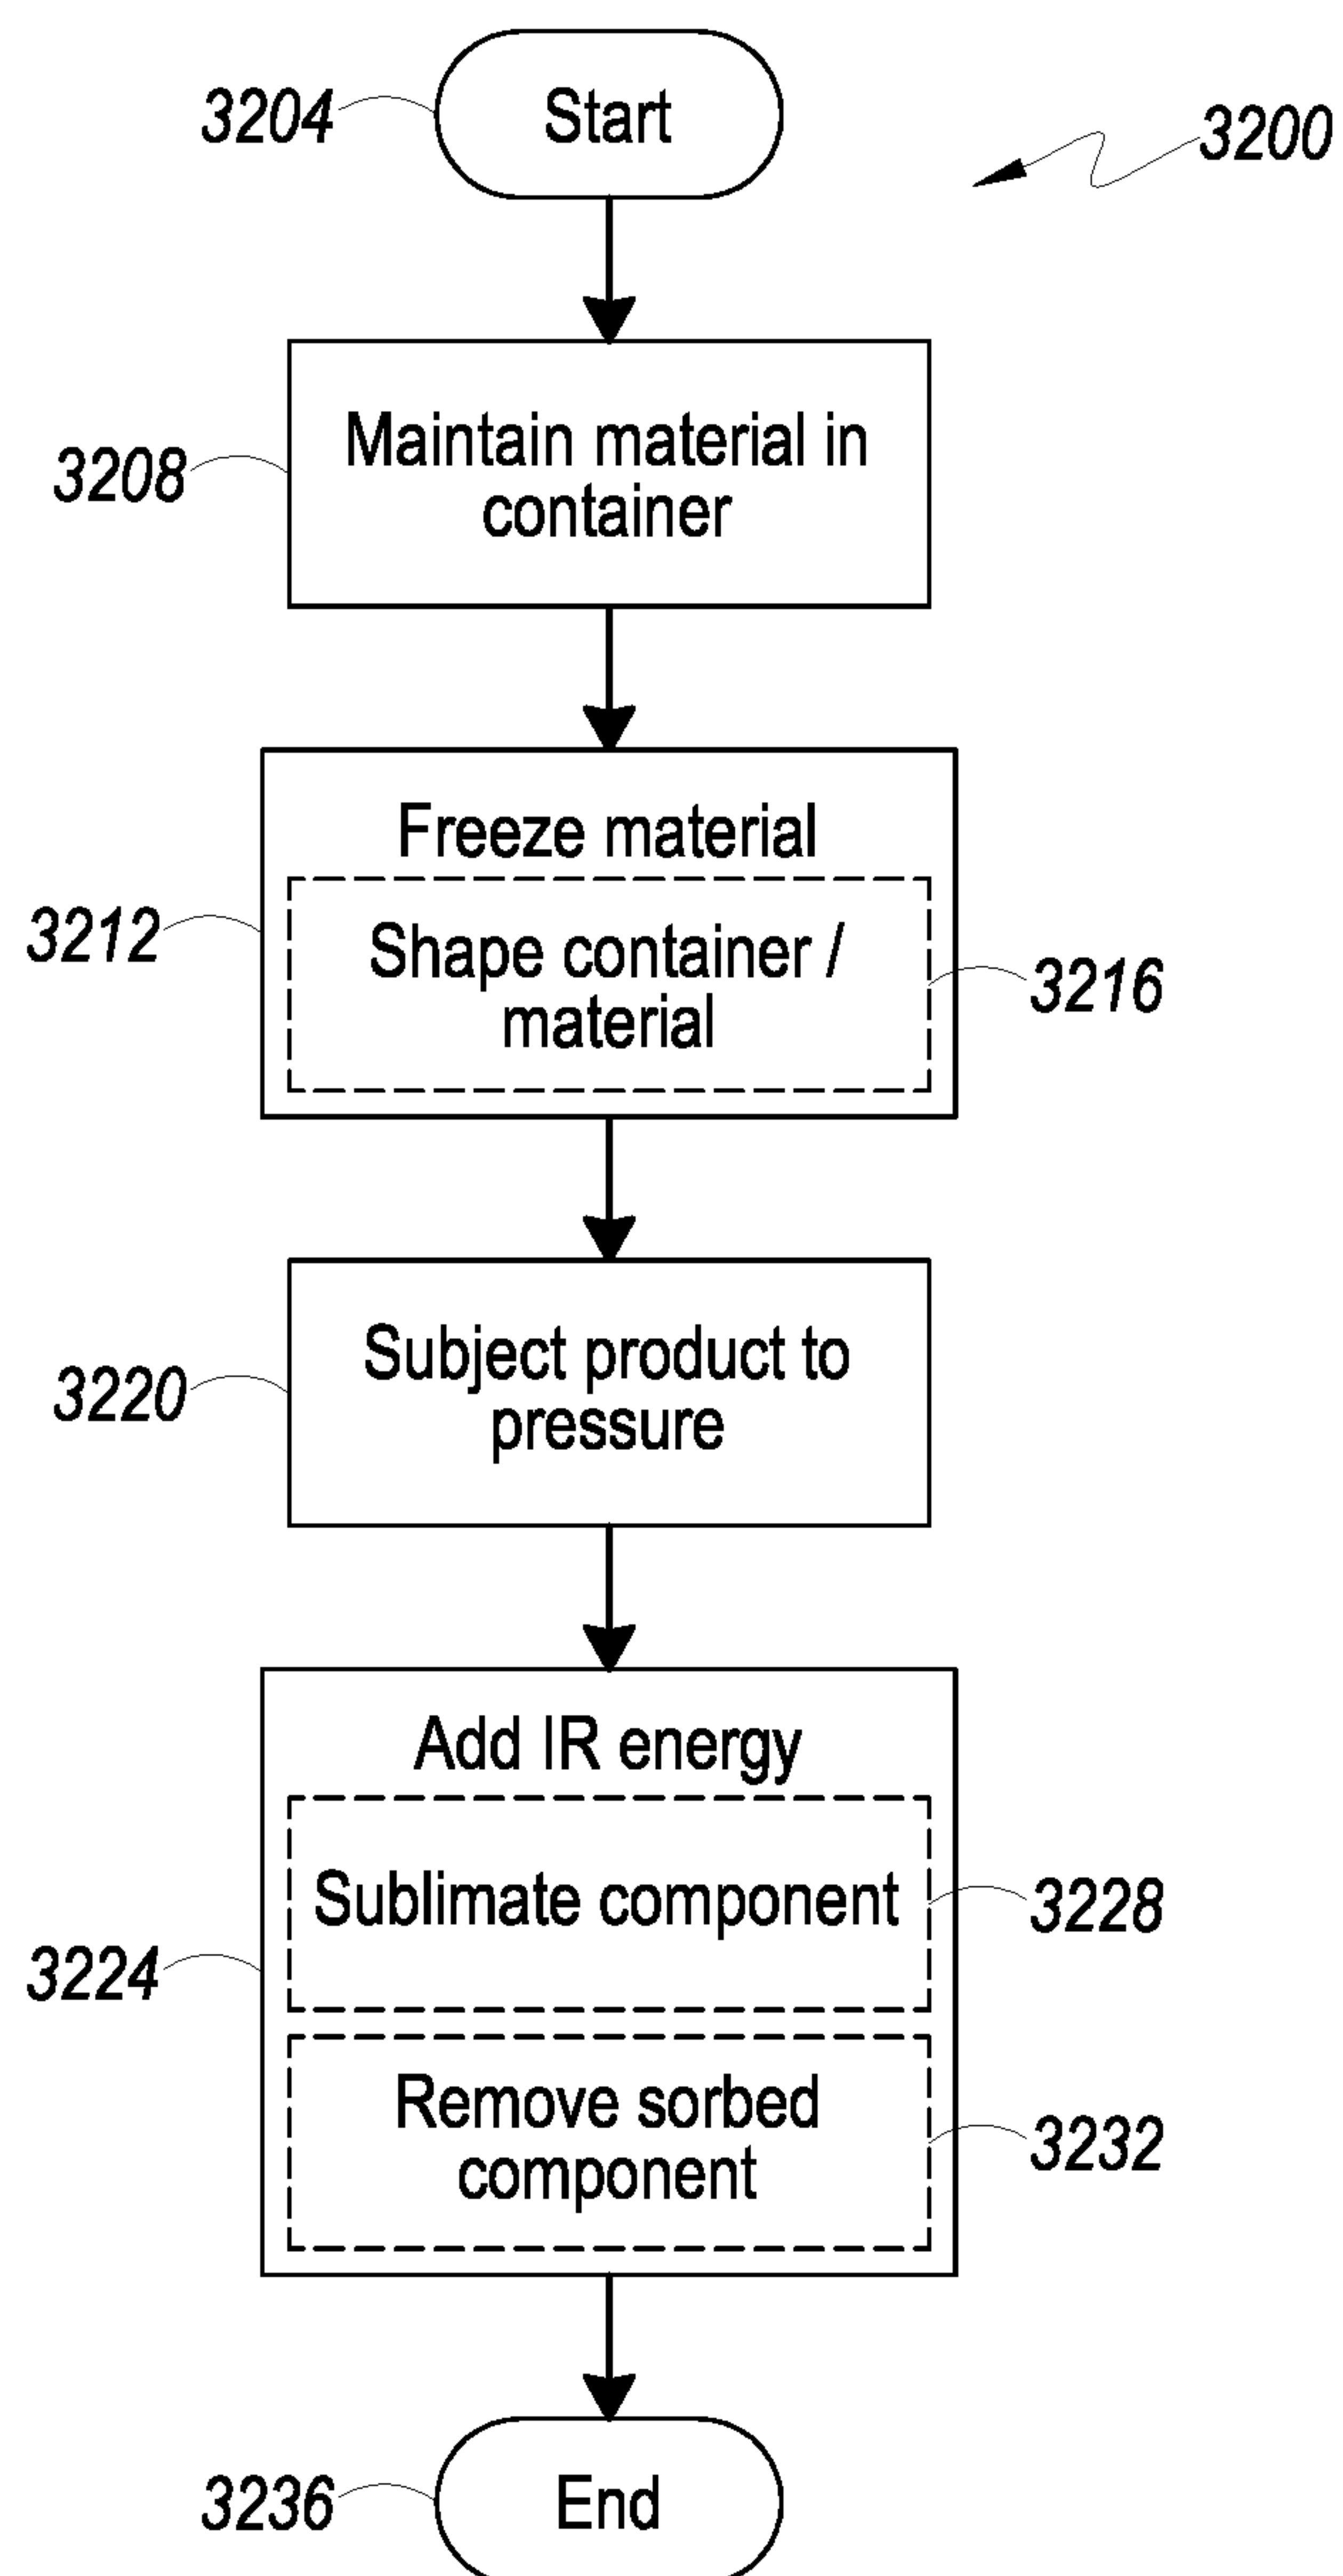 3204
Start
3200
3208
Maintain material in
container
Freeze material
3212
Shape container /
material
3216
3220
Subject product to
pressure
Add IR energy
3224
Sublimate component
3228
Remove sorbed
component
3232
3236
End